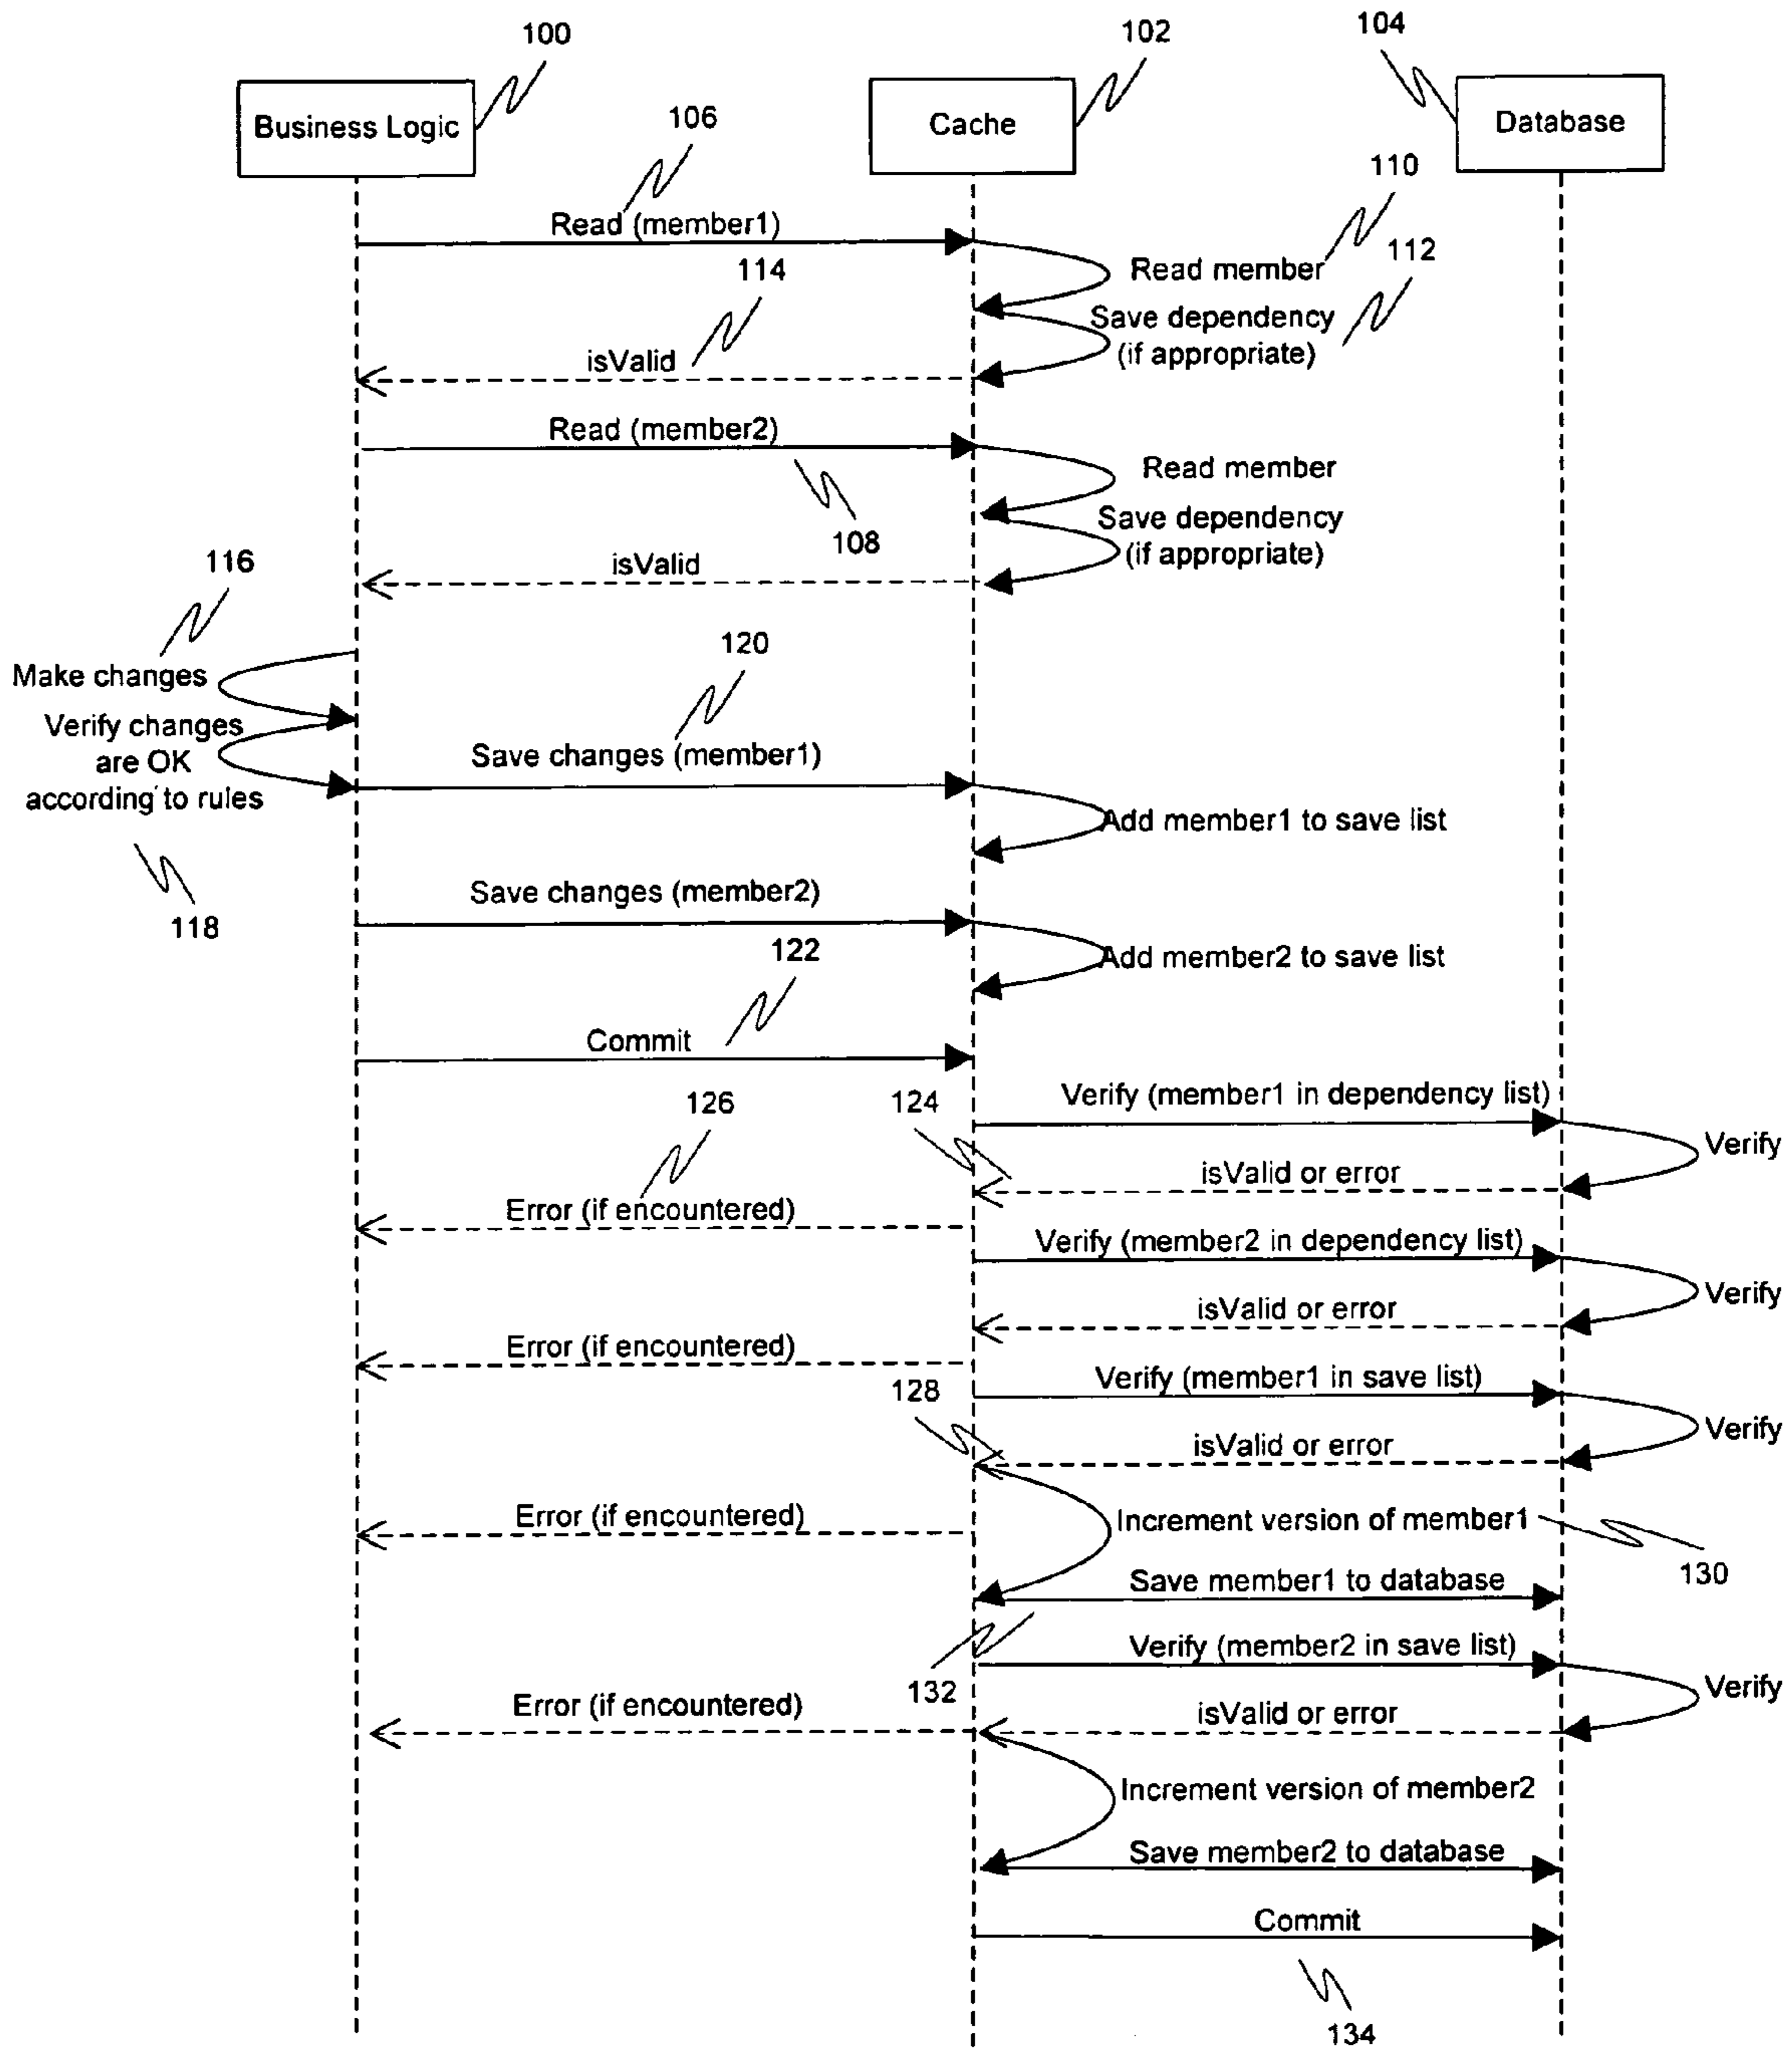 100
102
104
Business Logic
Cache
Database
106
110
Read (member1)
112
114
Read member
Save dependency
(if appropriate)
isValid
Read (member2)
Read member
108
Save dependency
(if appropriate)
116
isValid
120
Make changes
Verify changes
are OK
according to rules
Save changes (member1)
Add member1 to save list
118
Save changes (member2)
122
Add member2 to save list
Commit
126
124
Verify (member1 in dependency list)
Verify
isValid or error
Error (if encountered)
Verify (member2 in dependency list)
Verify
isValid or error
Error (if encountered)
128
Verify (member1 in save list)
Verify
isValid or error
Error (if encountered)
Increment version of member1
130
Save member1 to database
132
Verify (member2 in save list)
Verify
Error (if encountered)
isValid or error
Increment version of member2
Save member2 to database
Commit
134